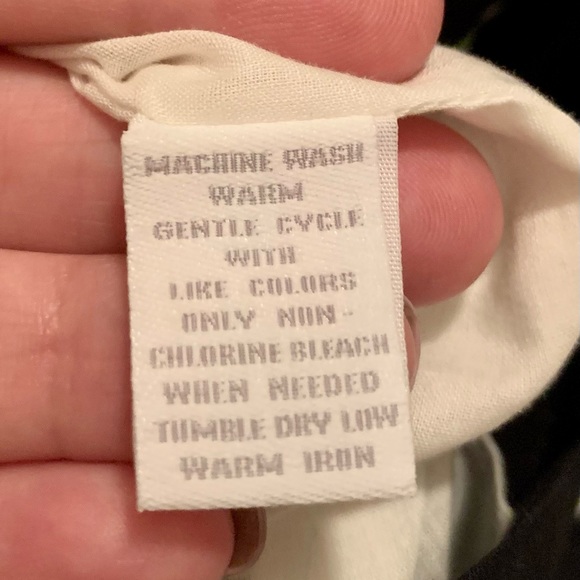 MACHINE WASH
WARM
GENTLE CYCLE
WITH
LIKE COLORS
ONLY NON-
CHLORINE BLEACH
WHEN NEEDED
TUMBLE DRY LOW
WARM IRON